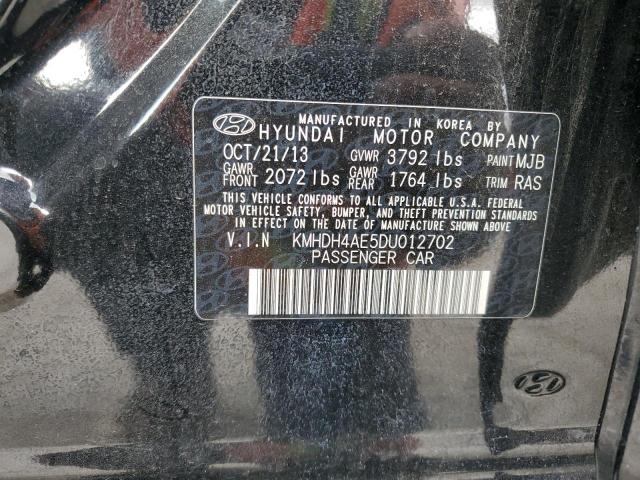 MANUFACTURED IN KOREA BY
HYUNDAI MOTOR COMPANY
OCT/21/13 GVWR 3792 lbs PAINT MJB
GAWR FRONT 2072 lbs GAWR REAR 1764 lbs TRIM RAS
THIS VEHICLE CONFORMS TO ALL APPLICABLE U.S.A. FEDERAL
MOTOR VEHICLE SAFETY, BUMPER, AND THEFT PREVENTION STANDARDS
IN EFFECT ON THE DATE OF MANUFACTURE SHOWN ABOVE
V.I.N KMHDH4AE5DU012702
PASSENGER CAR